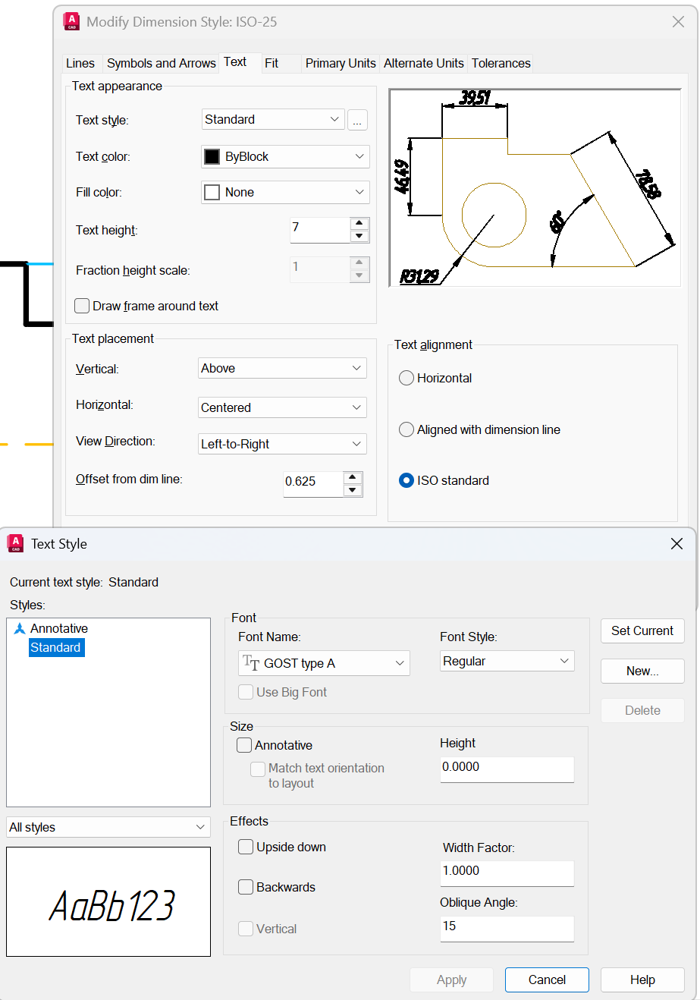 Modify Dimension Style: ISO-25
Lines Symbols and Arrows Text Fit Primary Units Alternate Units Tolerances
Text appearance
Text style: Standard ...
Text color: ByBlock
Fill color: None
Text height: 7
Fraction height scale: 1
Draw frame around text
39,51
46,49
78,58
60°
R31,29
Text placement
Vertical: Above
Horizontal: Centered
View Direction: Left-to-Right
Offset from dim line: 0.625
Text alignment
Horizontal
Aligned with dimension line
ISO standard
A CAD
Text Style
Current text style: Standard
Styles:
Annotative
Standard
All styles
AaBb123
Font
Font Name: Font Style:
GOST type A Regular
Use Big Font
Size
Annotative
Match text orientation
to layout
Height
0.0000
Effects
Upside down
Backwards
Vertical
Width Factor:
1.0000
Oblique Angle:
15
Set Current
New...
Delete
Apply Cancel Help